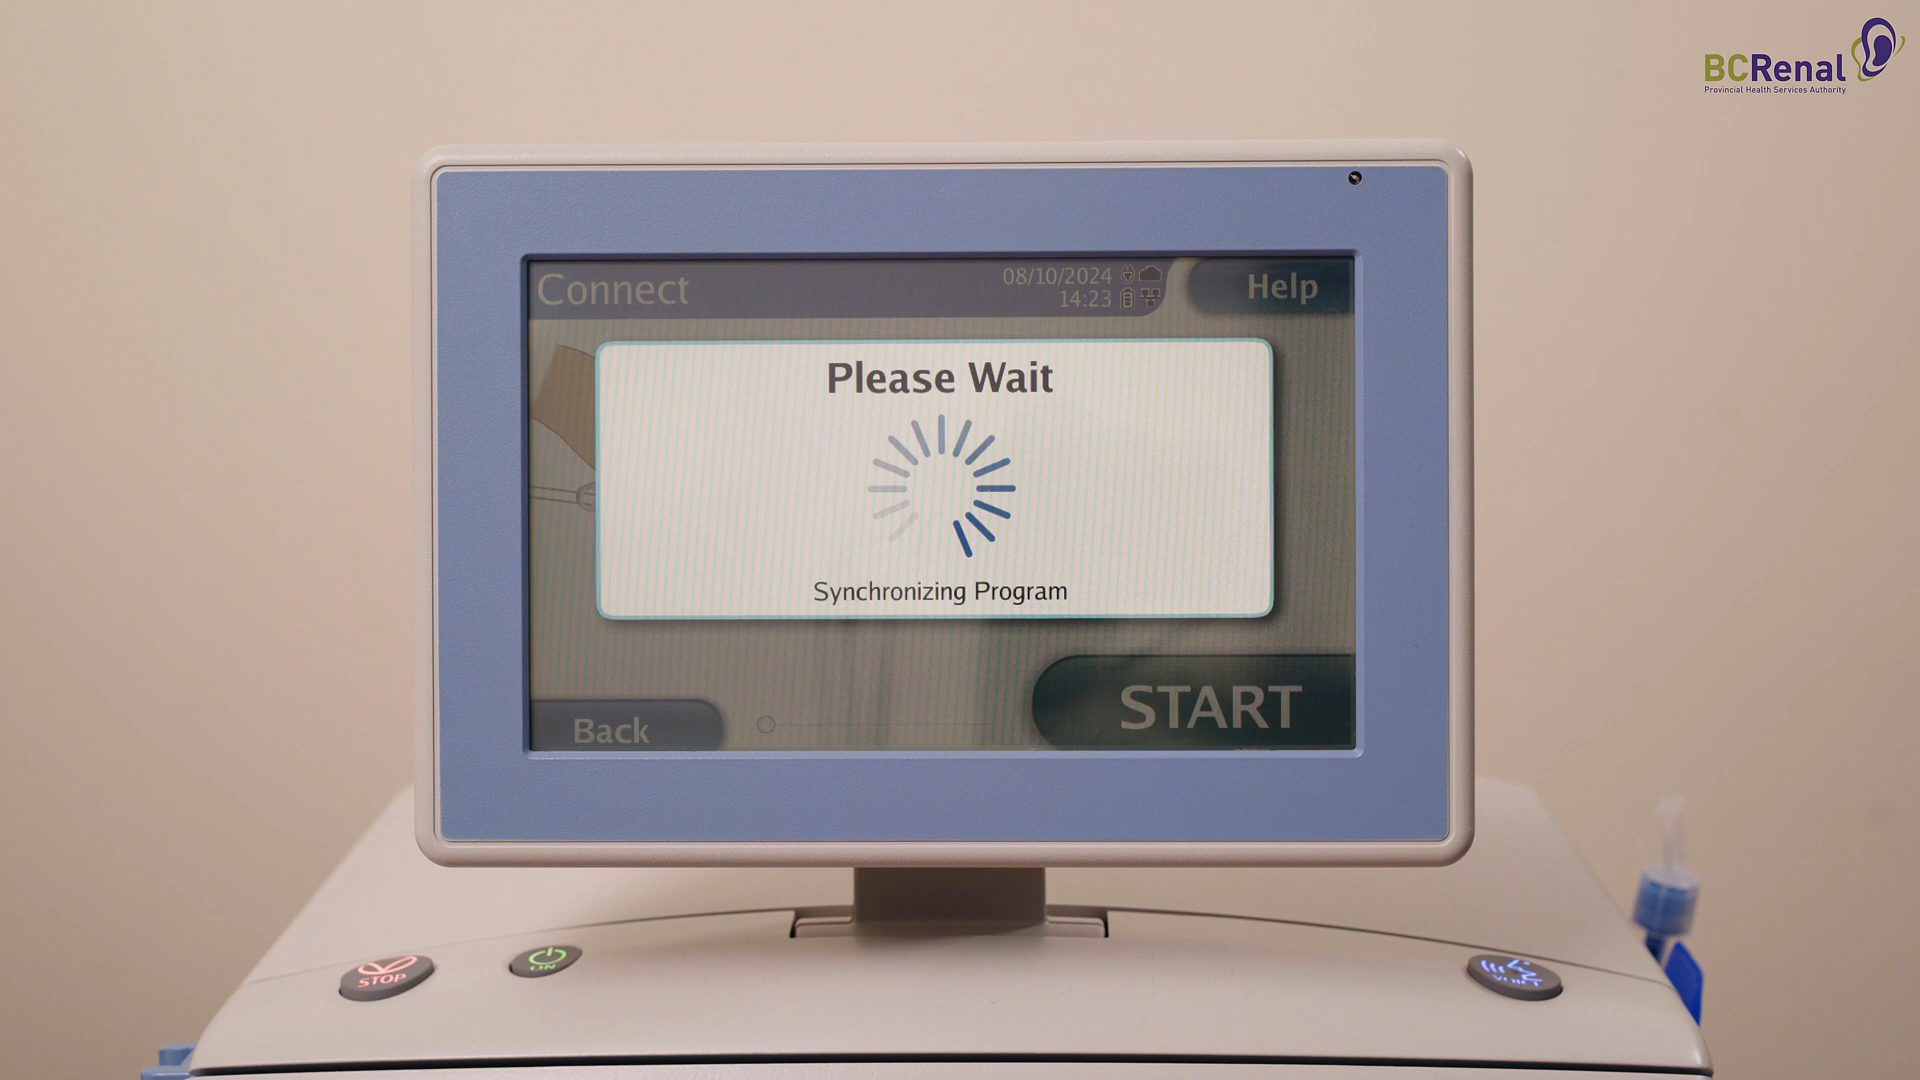 BCRenal
Provincial Health Services Authority
Connect
08/10/2024
14:23
Help
Please Wait
Synchronizing Program
Back
START
STOP
ON